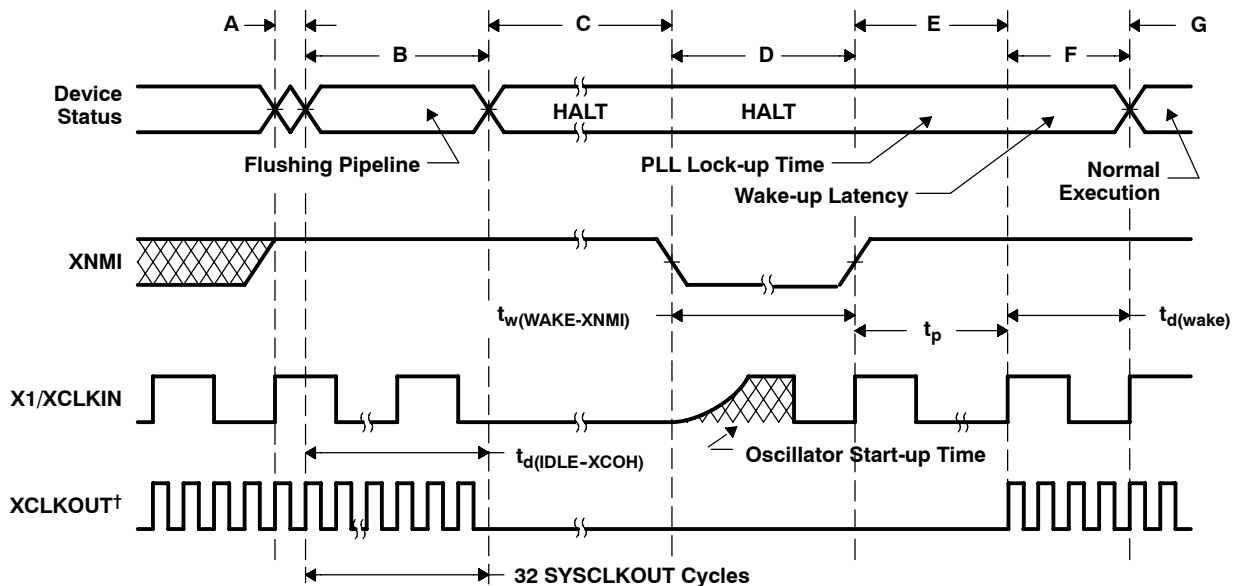 A
B
C
D
E
F
G
Device
Status
HALT
HALT
Flushing Pipeline
PLL Lock-up Time
Wake-up Latency
Normal
Execution
XNMI
tw(WAKE-XNMI)
tp
td(wake)
X1/XCLKIN
Oscillator Start-up Time
td(IDLE-XCOH)
XCLKOUT†
32 SYSCLKOUT Cycles